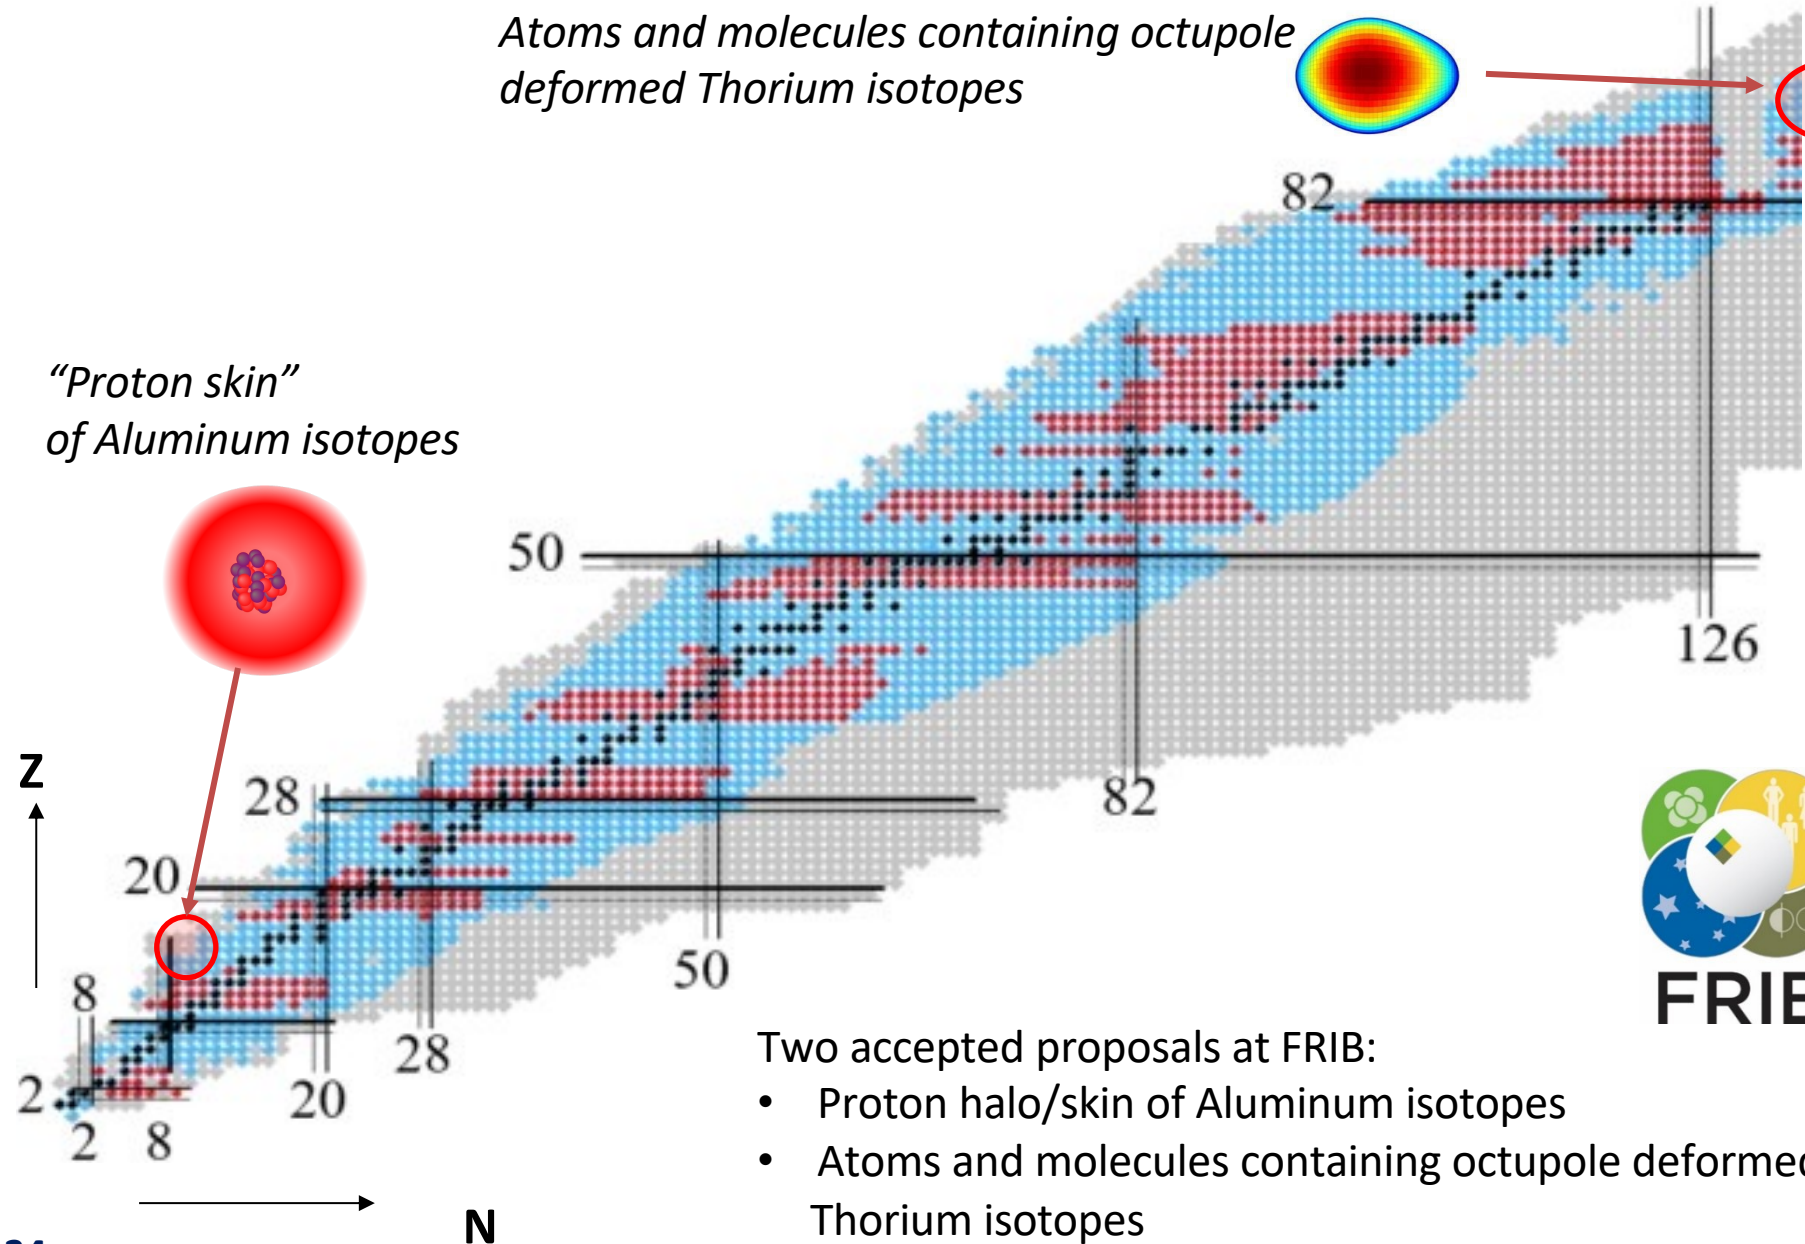 Atoms and molecules containing octupole
deformed Thorium isotopes
82
“Proton skin”
of Aluminum isotopes
50
126
Z
28
82
20
50
8
28
2
20
2
8
N
FRIB
Two accepted proposals at FRIB:
• Proton halo/skin of Aluminum isotopes
• Atoms and molecules containing octupole deformed
Thorium isotopes